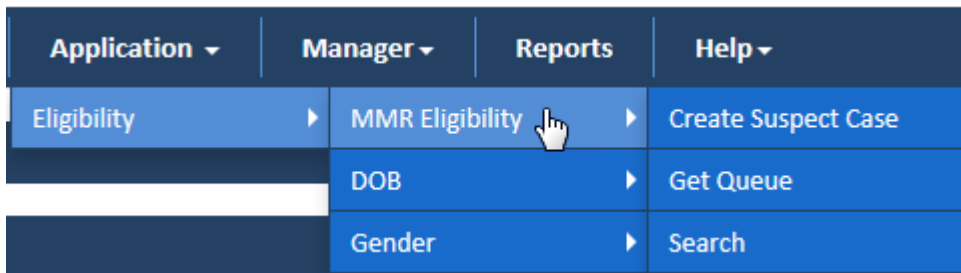 Application Manager Reports Help
Eligibility MMR Eligibility Create Suspect Case
DOB Get Queue
Gender Search